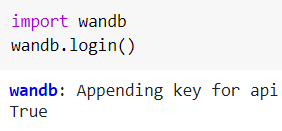 import wandb
wandb.login()
wandb: Appending key for api
True